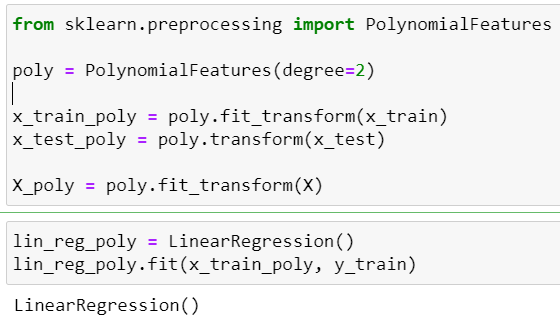 from sklearn.preprocessing import PolynomialFeatures
poly = PolynomialFeatures(degree=2)
x_train_poly = poly.fit_transform(x_train)
x_test_poly = poly.transform(x_test)
X_poly = poly.fit_transform(X)
lin_reg_poly = LinearRegression()
lin_reg_poly.fit(x_train_poly, y_train)
LinearRegression()